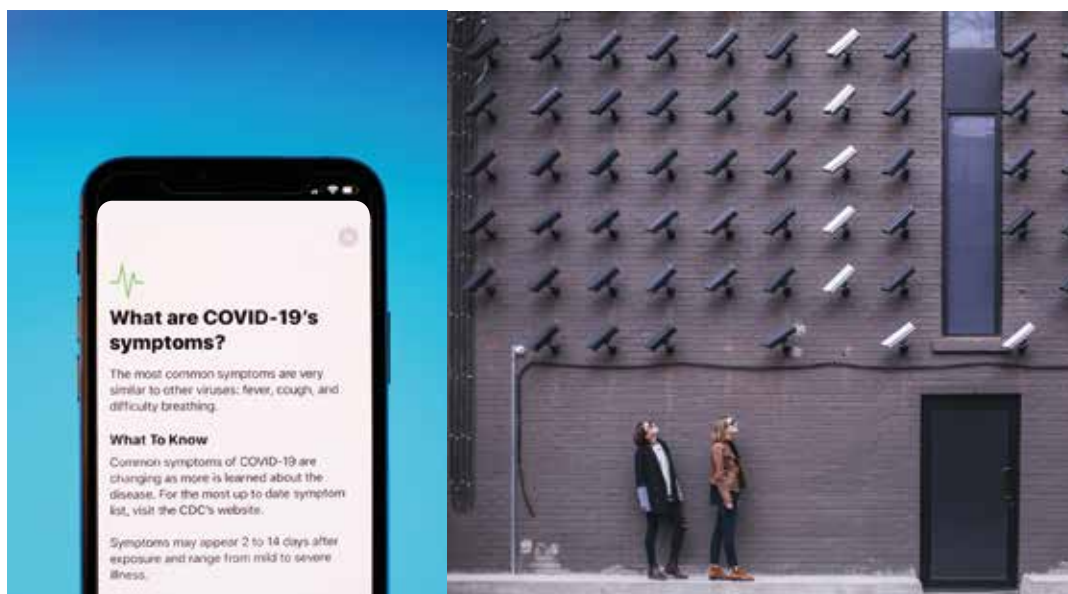 What are COVID-19's
symptoms?
The most common symptoms are very
similar to other viruses: fever, cough, and
difficulty breathing.
What To Know
Common symptoms of COVID-19 are
changing as more is learned about the
disease. For the most up to date symptom
list, visit the CDC's website.
Symptoms may appear 2 to 14 days after
exposure and range from mild to severe
illness.